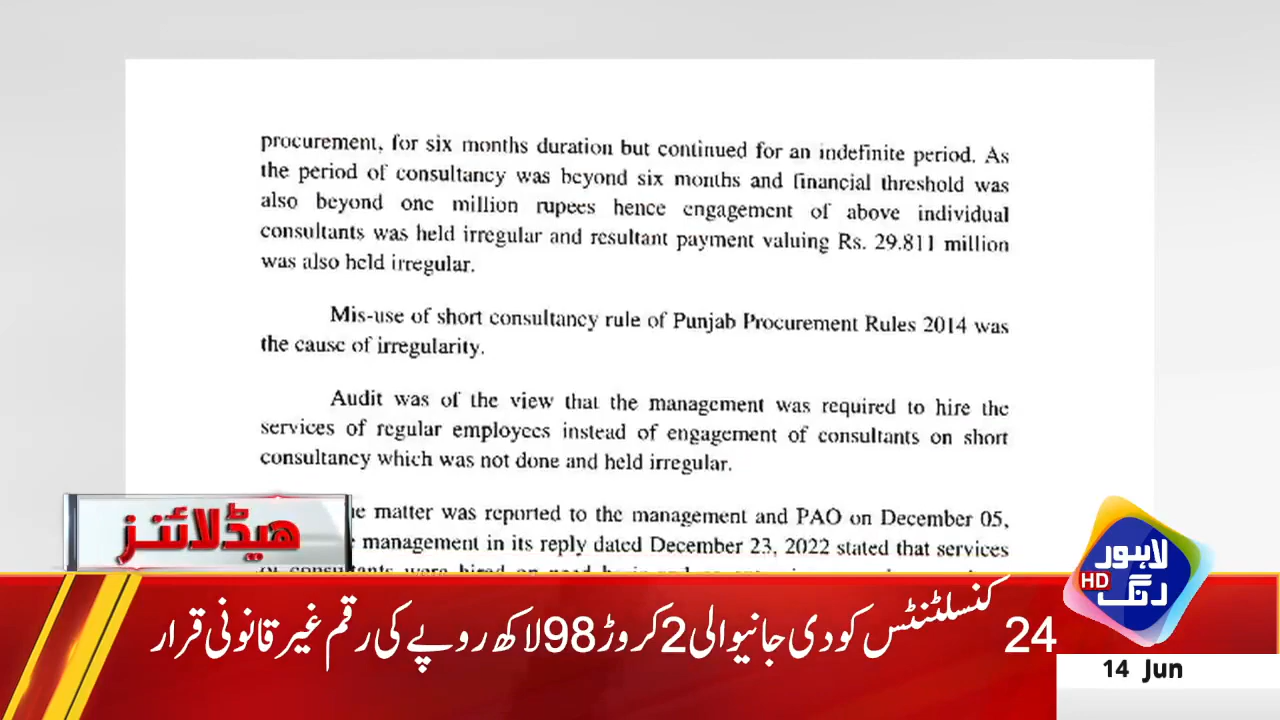 procurement, for six months duration but continued for an indefinite period. As
the period of consultancy was beyond six months and financial threshold was
also beyond one million rupees hence engagement of above individual
consultants was held irregular and resultant payment valuing Rs. 29.811 million
was also held irregular.
Mis-use of short consultancy rule of Punjab Procurement Rules 2014 was
the cause of irregularity.
Audit was of the view that the management was required to hire the
services of regular employees instead of engagement of consultants on short
consultancy which was not done and held irregular.
matter was reported to the management and PAO on December 05,
management in its reply dated December 23, 2022 stated that services
ہیڈلائنز
لاہور
HD رنگ
24 کنسلٹنٹس کو دی جانیوالی 2 کروڑ 98 لاکھ روپے کی رقم غیر قانونی قرار
14 Jun